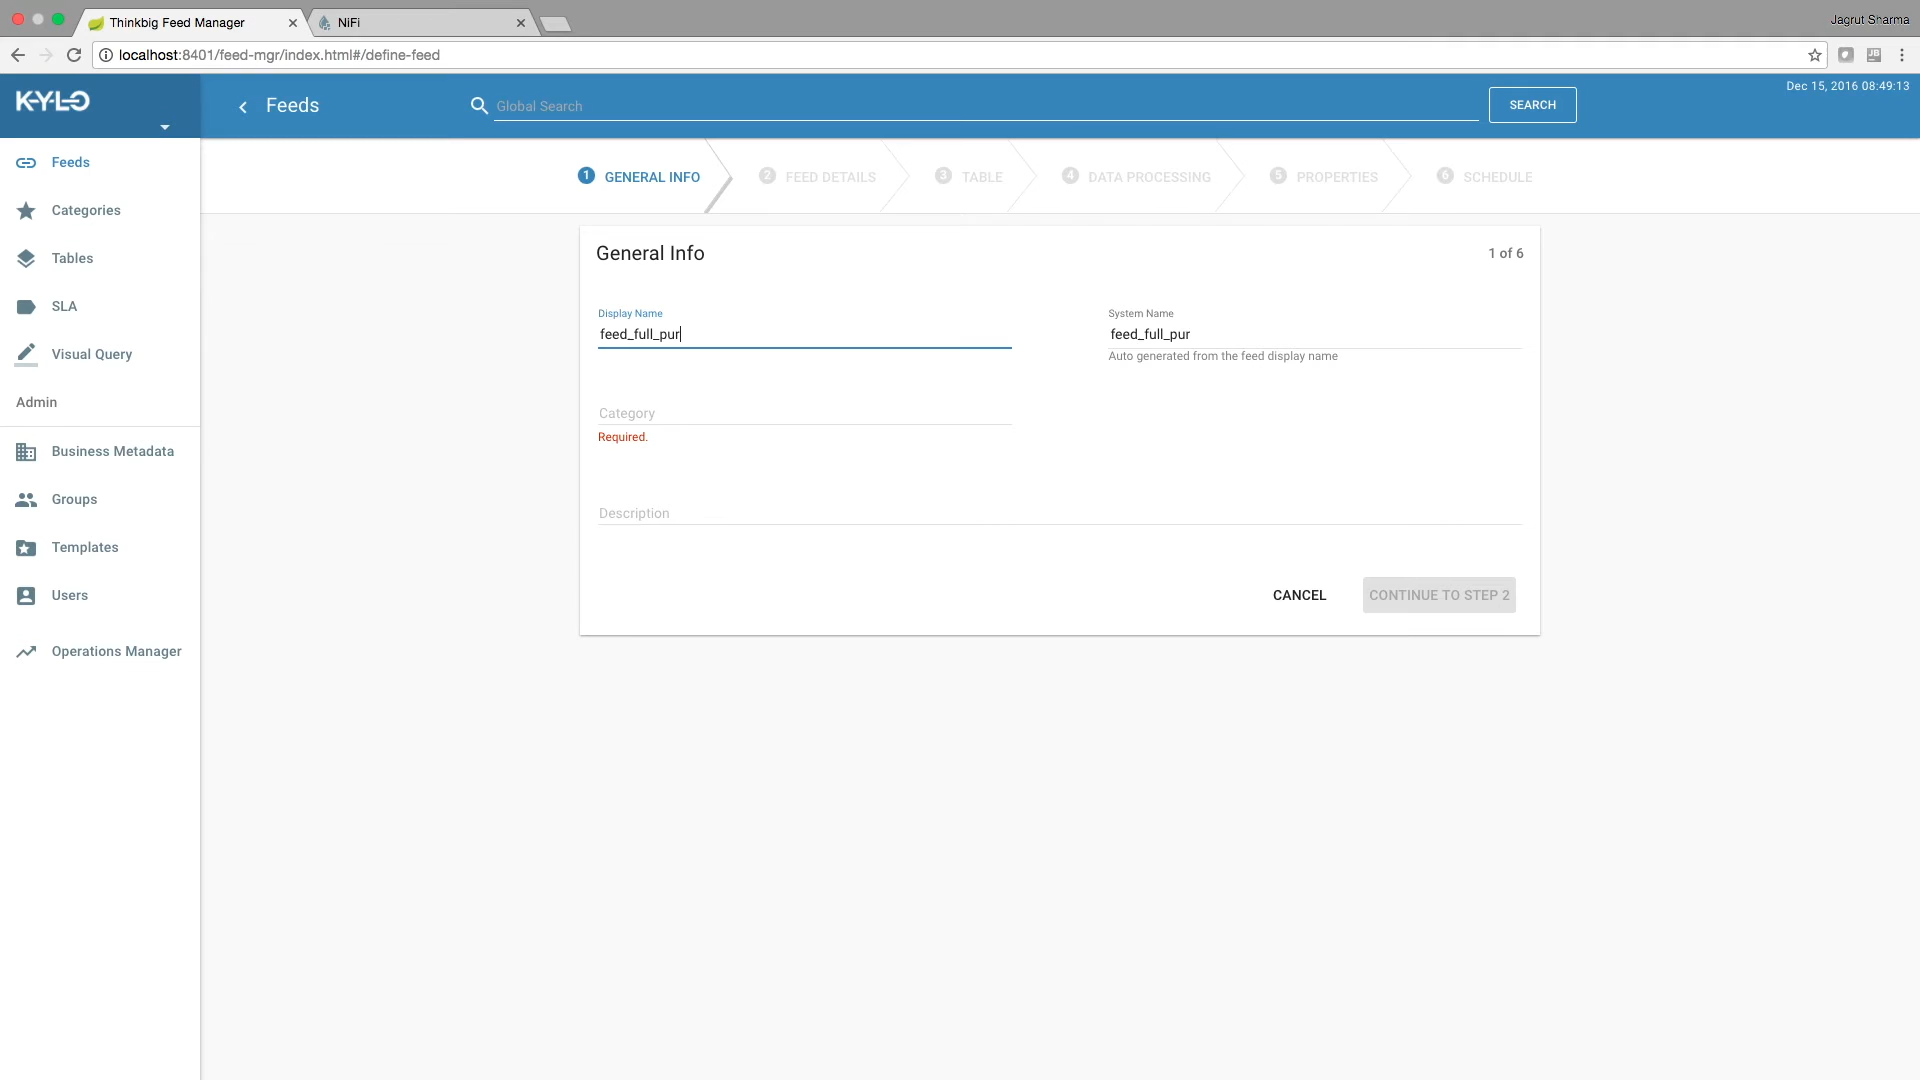 Thinkbig Feed Manager
NiFi
Jagrut Sharma
localhost:8401/feed-mgr/index.html#/define-feed
KYLO
Feeds
Global Search
SEARCH
Dec 15, 2016 08:49:13
Feeds
Categories
Tables
SLA
Visual Query
Admin
Business Metadata
Groups
Templates
Users
Operations Manager
1 GENERAL INFO
2 FEED DETAILS
3 TABLE
4 DATA PROCESSING
5 PROPERTIES
6 SCHEDULE
General Info
1 of 6
Display Name
feed_full_pur
System Name
feed_full_pur
Auto generated from the feed display name
Category
Required.
Description
CANCEL
CONTINUE TO STEP 2